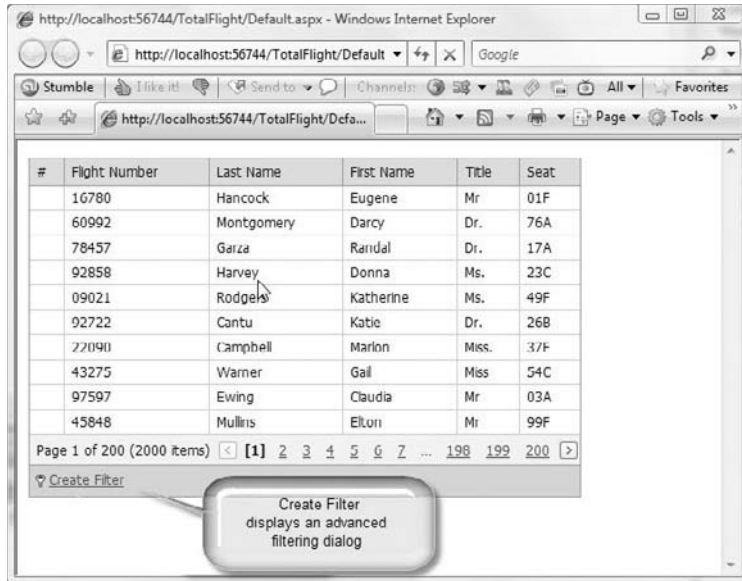 http://localhost:56744/TotalFlight/Default.aspx - Windows Internet Explorer
http://localhost:56744/TotalFlight/Default Google
Stumble I like it! Send to Channels: All Favorites
http://localhost:56744/TotalFlight/Defa... Page Tools
# Flight Number Last Name First Name Title Seat
16780 Hancock Eugene Mr 01F
60992 Montgomery Darcy Dr. 76A
78457 Garza Randal Dr. 17A
92858 Harvey Donna Ms. 23C
09021 Rodgers Katherine Ms. 49F
92722 Cantu Katie Dr. 26B
22090 Campbell Marlon Miss. 37F
43275 Warner Gail Miss 54C
97597 Ewing Claudia Mr 03A
45848 Mullins Elton Mr 99F
Page 1 of 200 (2000 items) < [1] 2 3 4 5 6 7 ... 198 199 200 >
Create Filter
Create Filter
displays an advanced
filtering dialog